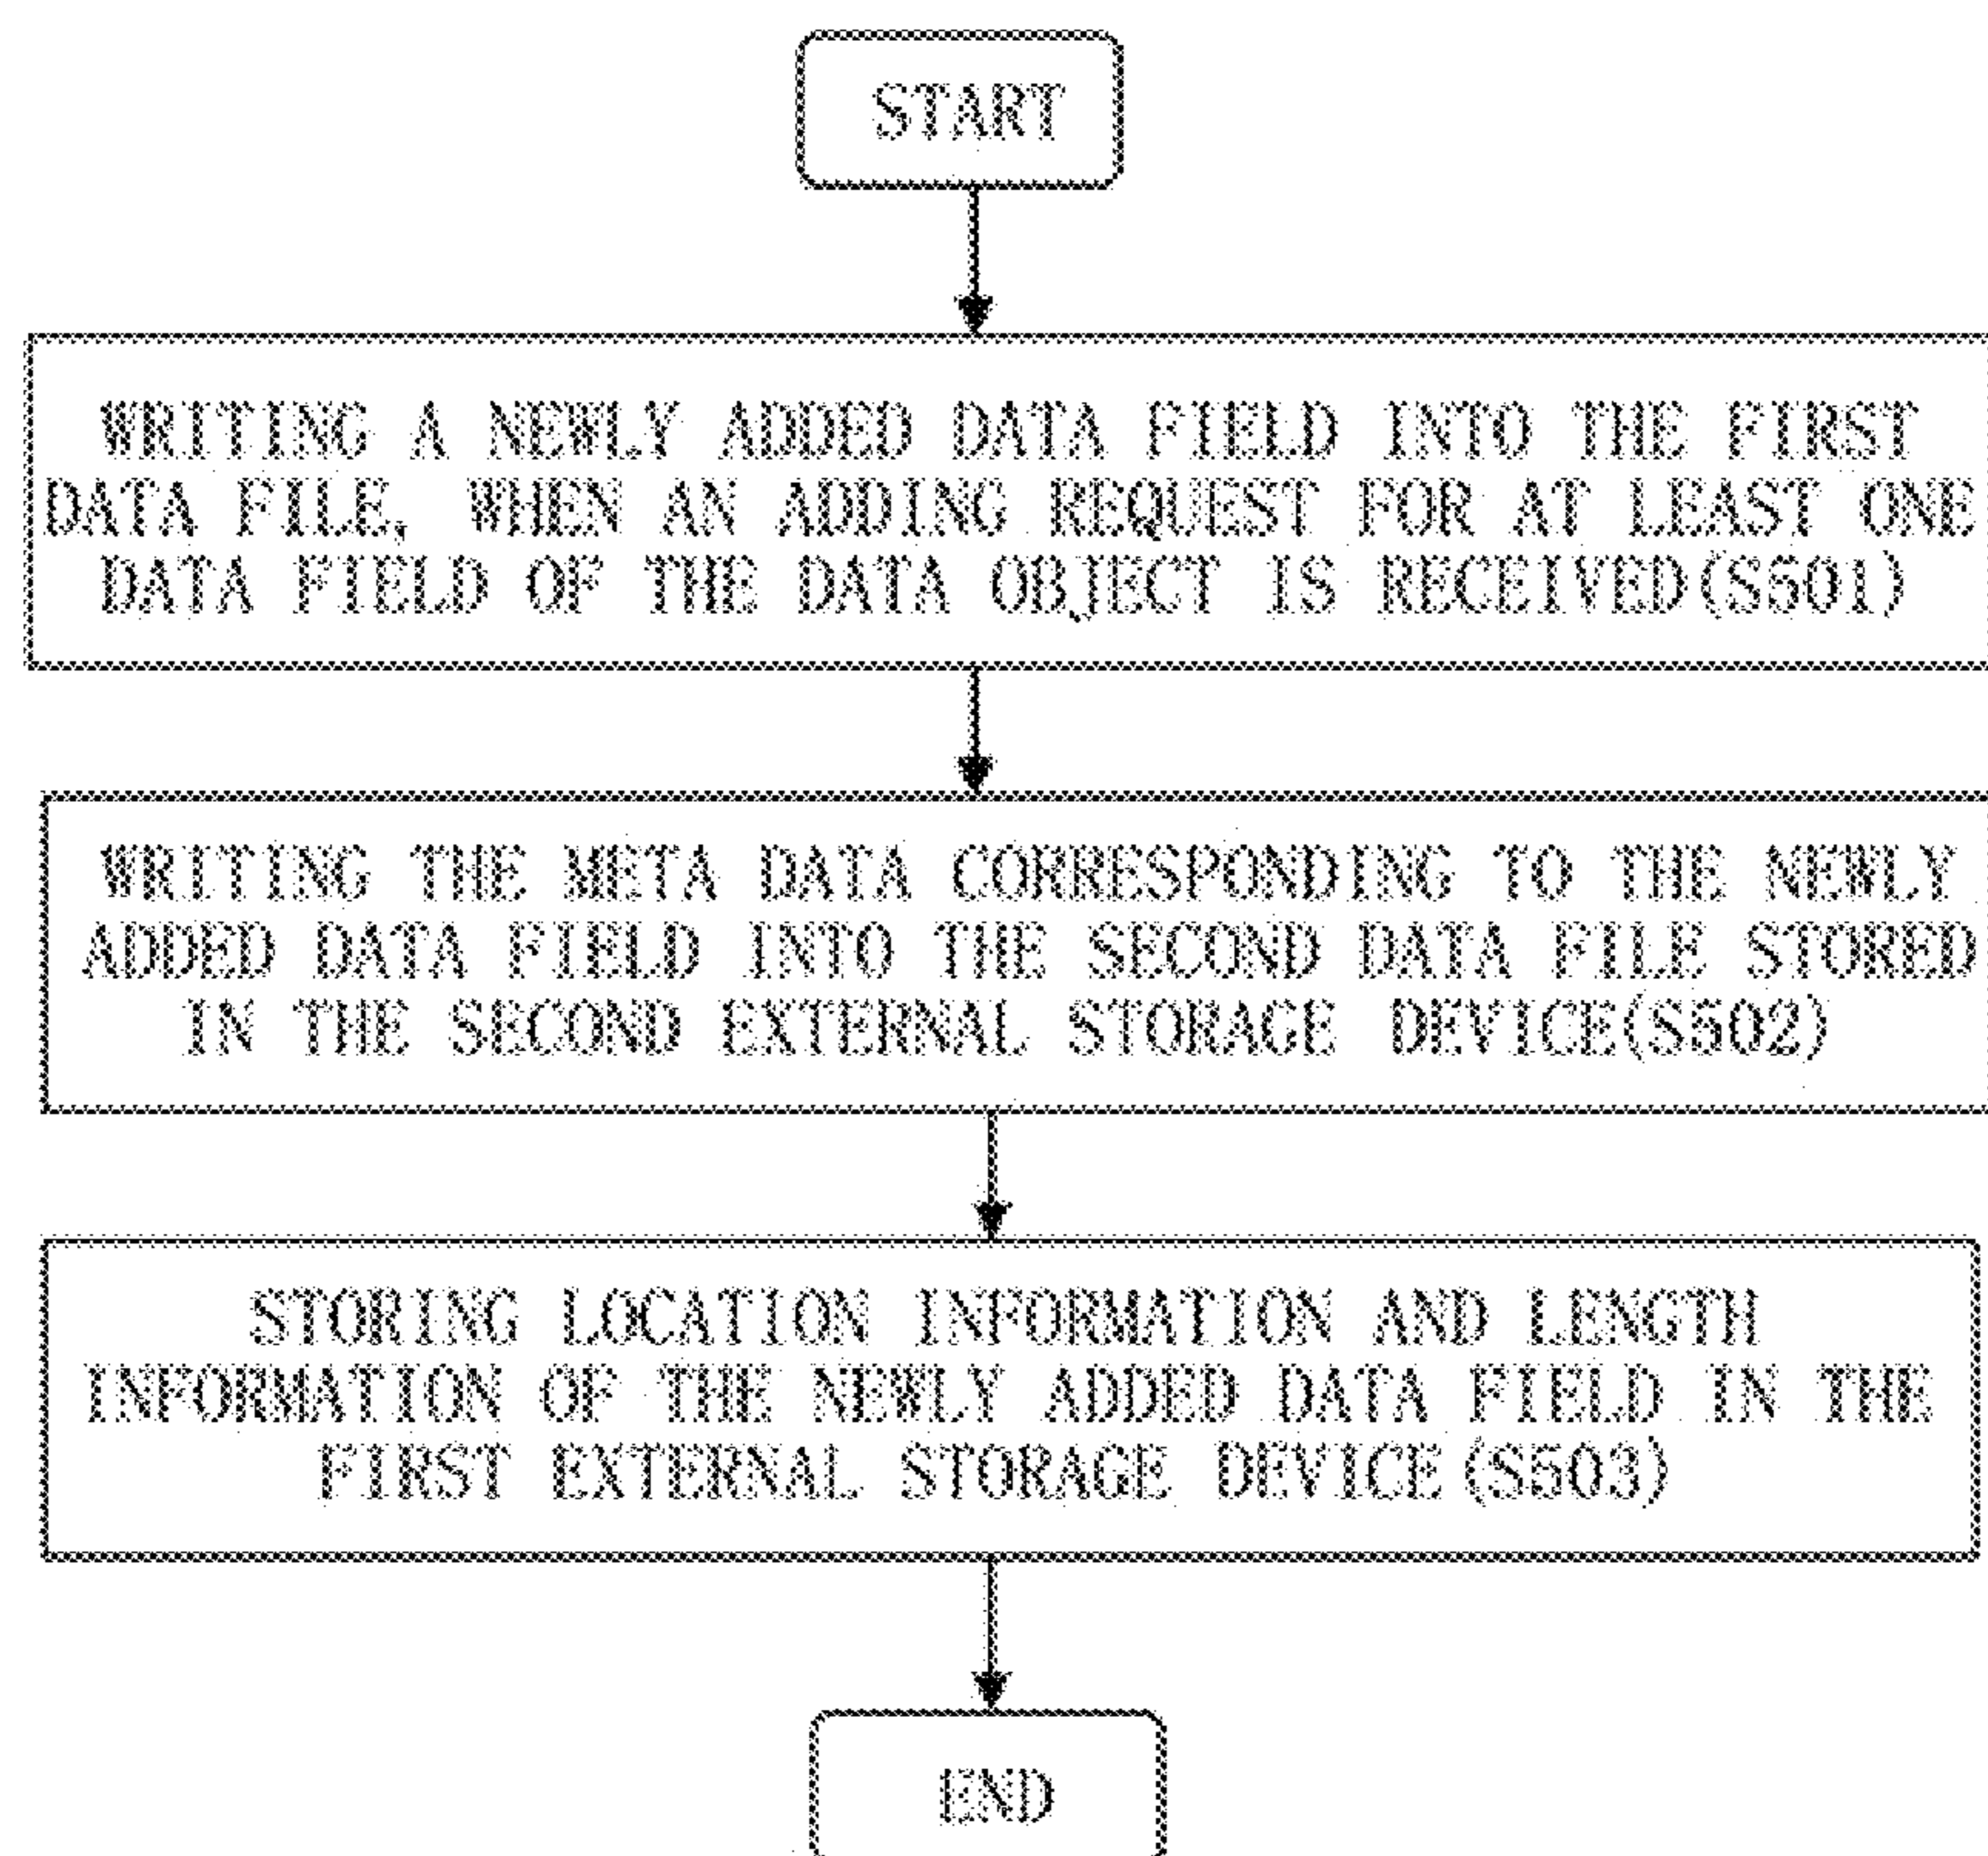 START
WRITING A NEWLY ADDED DATA FIELD INTO THE FIRST
DATA FILE, WHEN AN ADDING REQUEST FOR AT LEAST ONE
DATA FIELD OF THE DATA OBJECT IS RECEIVED(S501)
WRITING THE META DATA CORRESPONDING TO THE NEWLY
ADDED DATA FIELD INTO THE SECOND DATA FILE STORED
IN THE SECOND EXTERNAL STORAGE DEVICE(S502)
STORING LOCATION INFORMATION AND LENGTH
INFORMATION OF THE NEWLY ADDED DATA FIELD IN THE
FIRST EXTERNAL STORAGE DEVICE(S503)
END